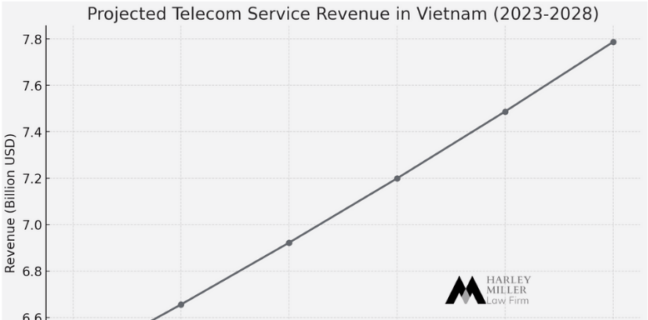 Projected Telecom Service Revenue in Vietnam (2023-2028)
Revenue (Billion USD)
7.8
7.6
7.4
7.2
7.0
6.8
6.6
HARLEY
MILLER
Law Firm